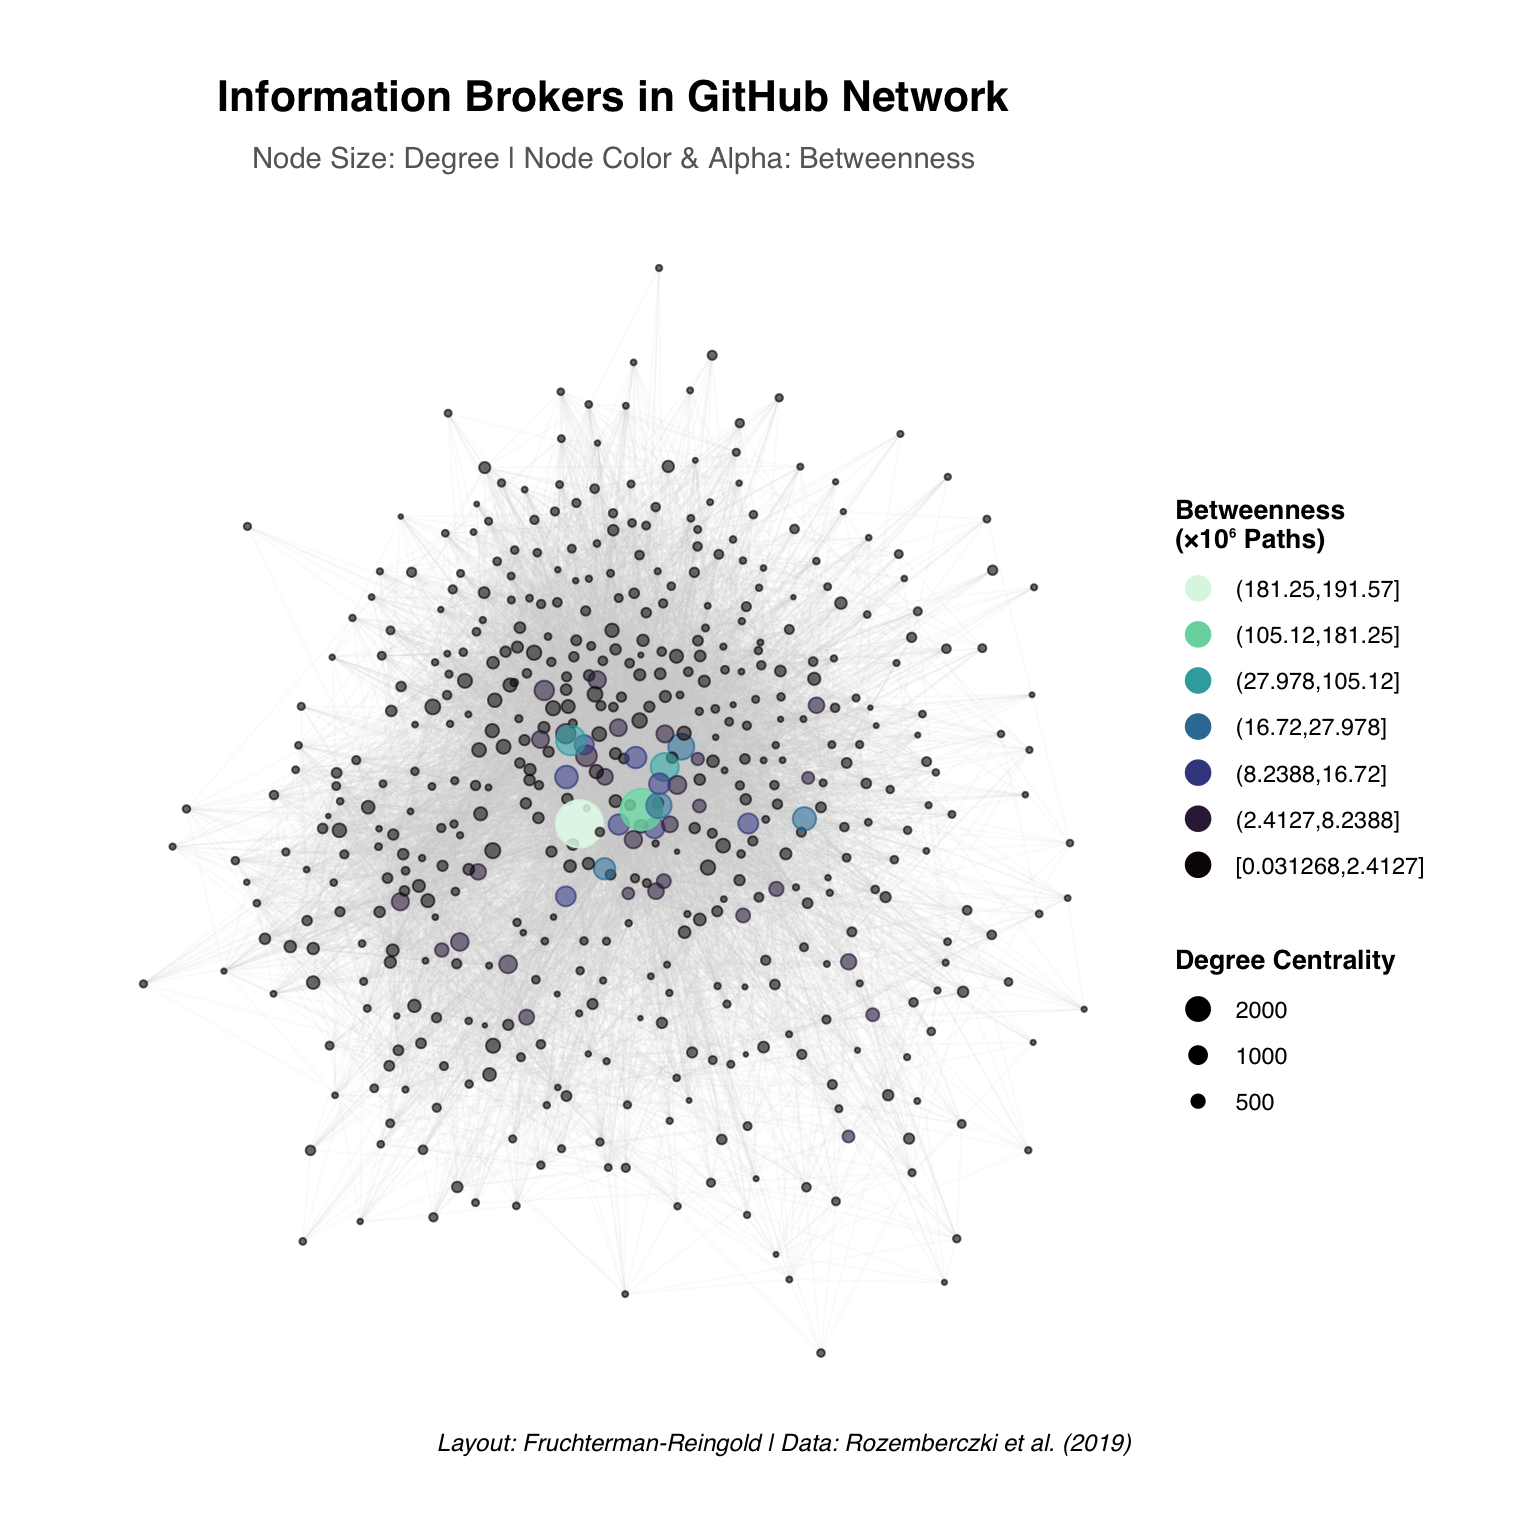 Information Brokers in GitHub Network
Node Size: Degree | Node Color & Alpha: Betweenness
Betweenness
(×10⁶ Paths)
(181.25,191.57]
(105.12,181.25]
(27.978,105.12]
(16.72,27.978]
(8.2388,16.72]
(2.4127,8.2388]
[0.031268,2.4127]
Degree Centrality
2000
1000
500
Layout: Fruchterman-Reingold | Data: Rozemberczki et al. (2019)